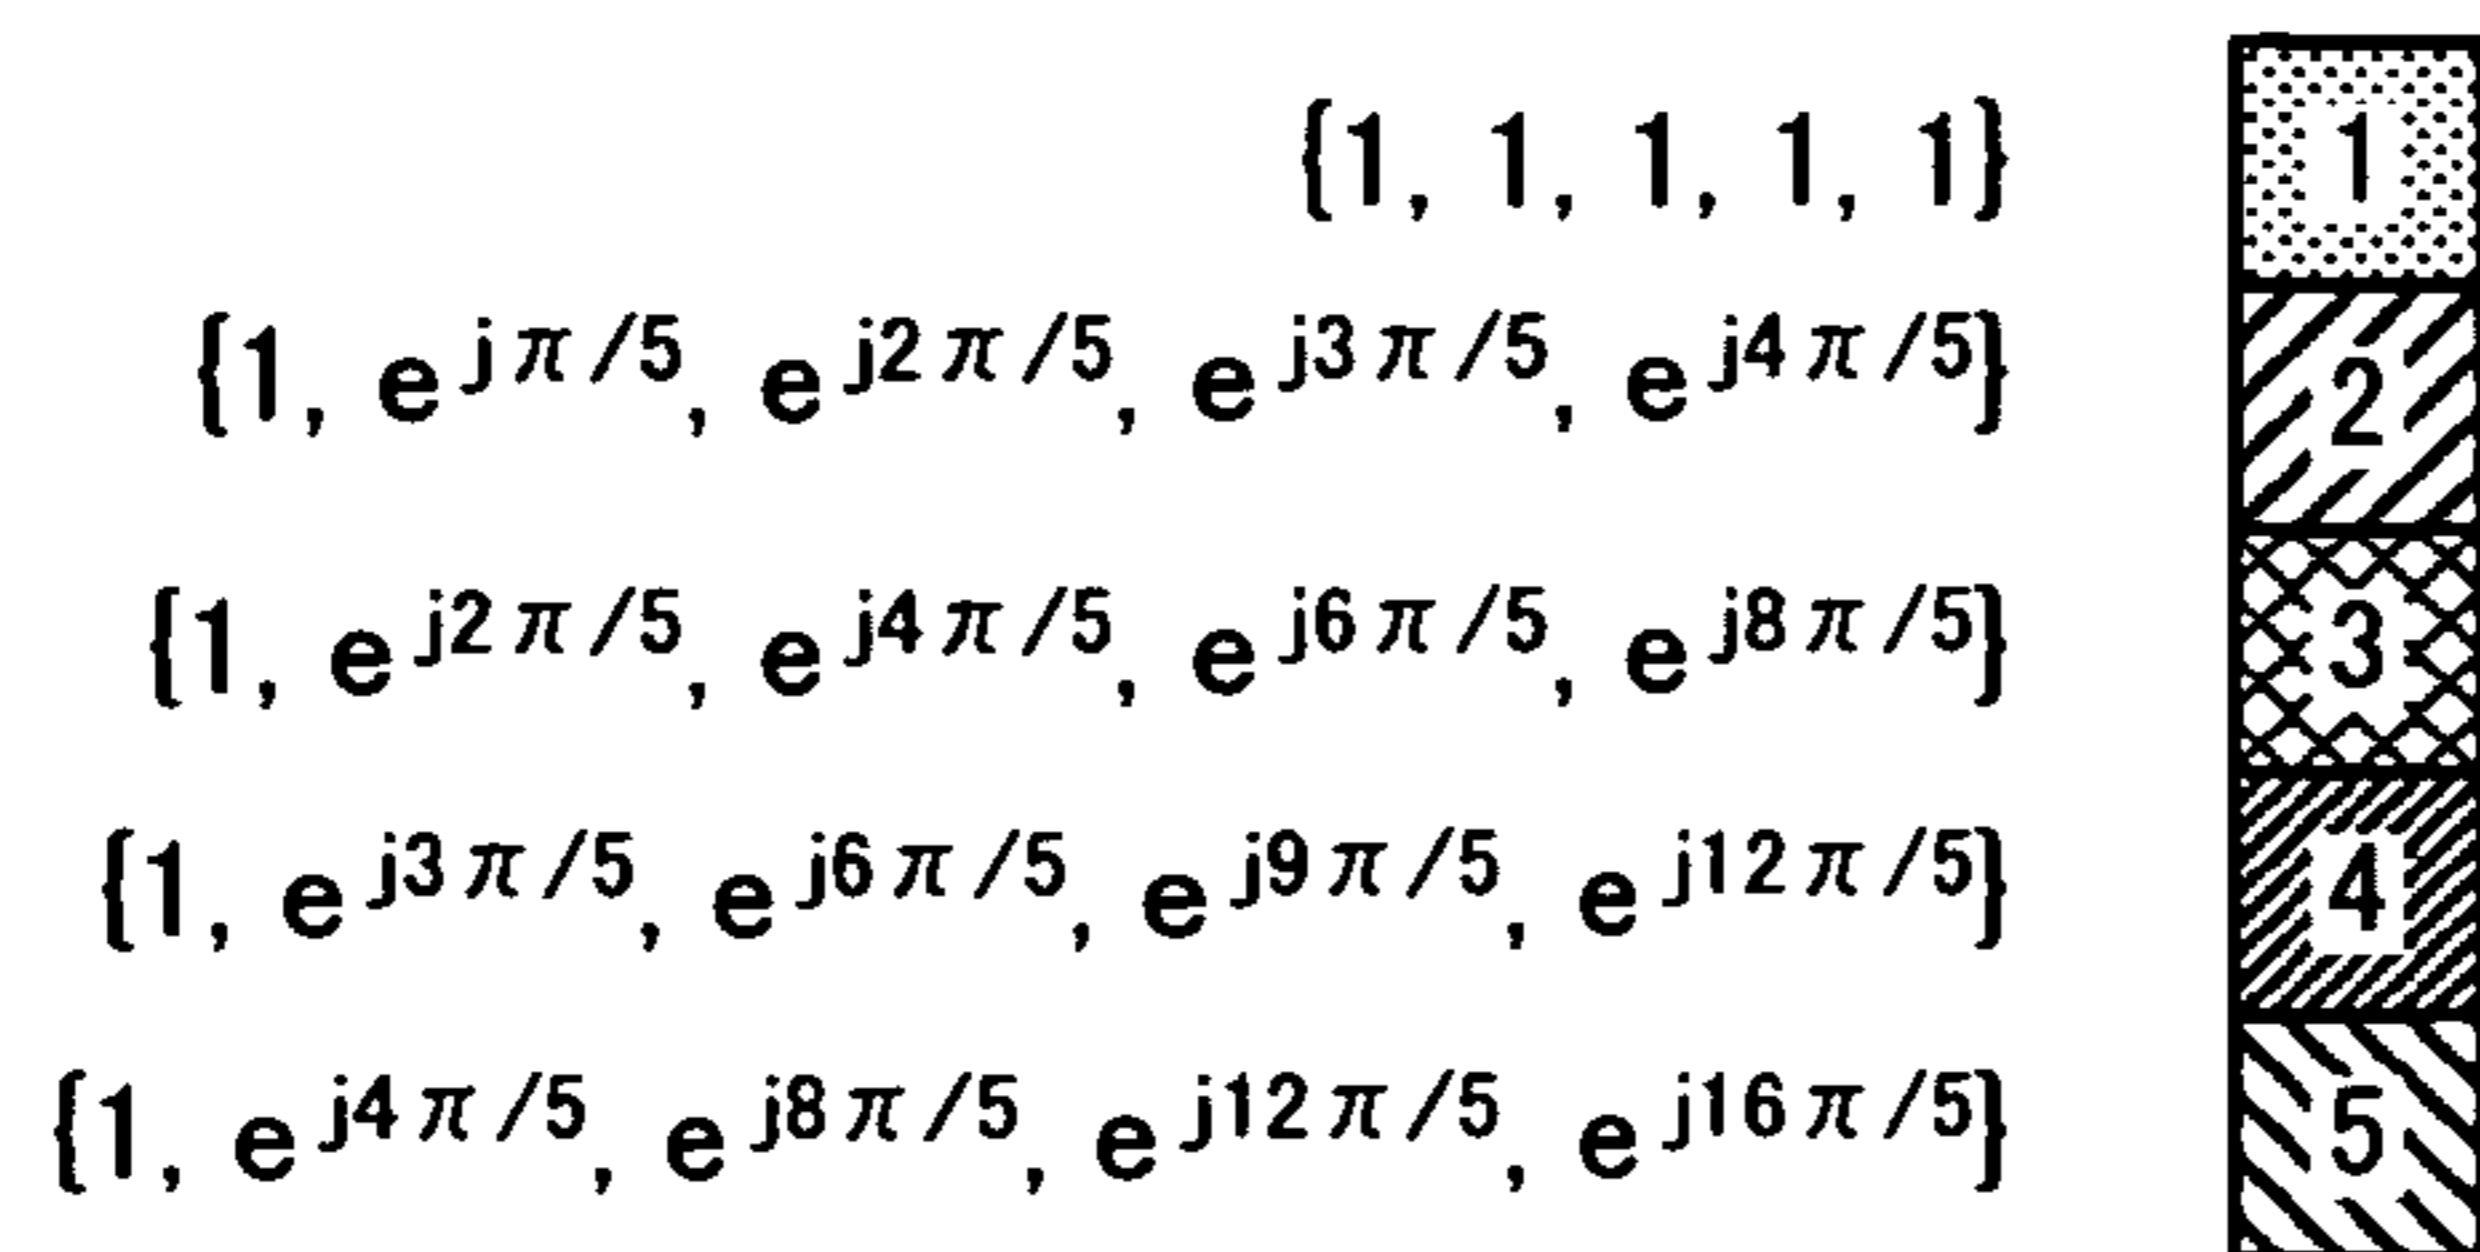 {1, 1, 1, 1, 1} 1
{1, e^{jπ/5}, e^{j2π/5}, e^{j3π/5}, e^{j4π/5}} 2
{1, e^{j2π/5}, e^{j4π/5}, e^{j6π/5}, e^{j8π/5}} 3
{1, e^{j3π/5}, e^{j6π/5}, e^{j9π/5}, e^{j12π/5}} 4
{1, e^{j4π/5}, e^{j8π/5}, e^{j12π/5}, e^{j16π/5}} 5